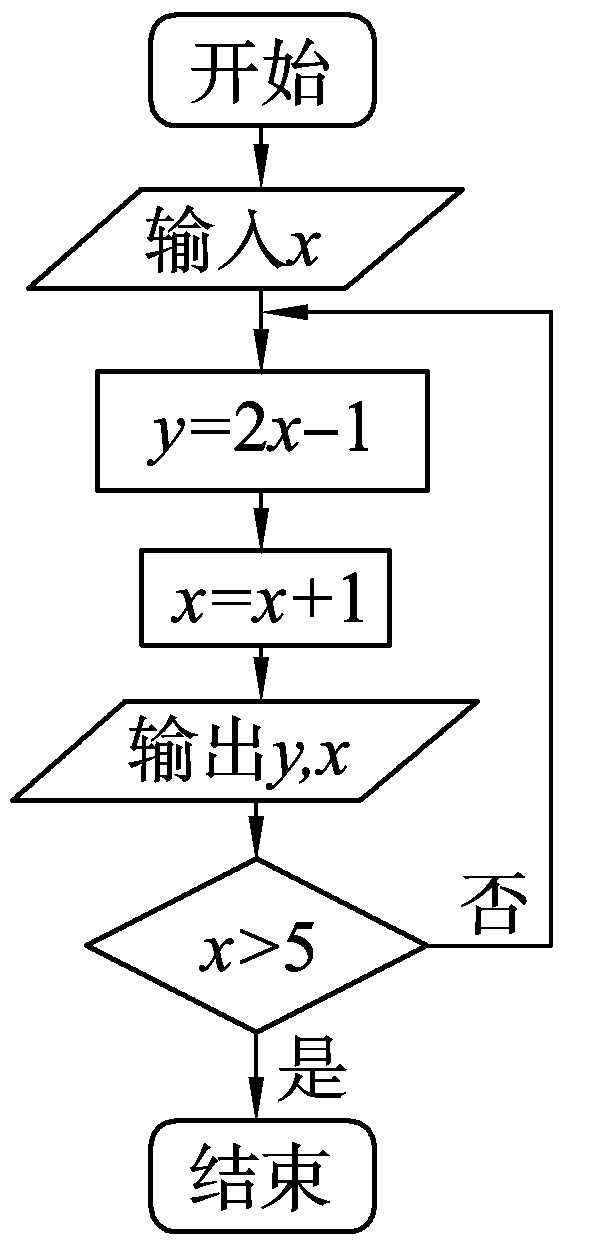 开始
输入x
y=2x-1
x=x+1
输出y,x
x>5
否
是
结束